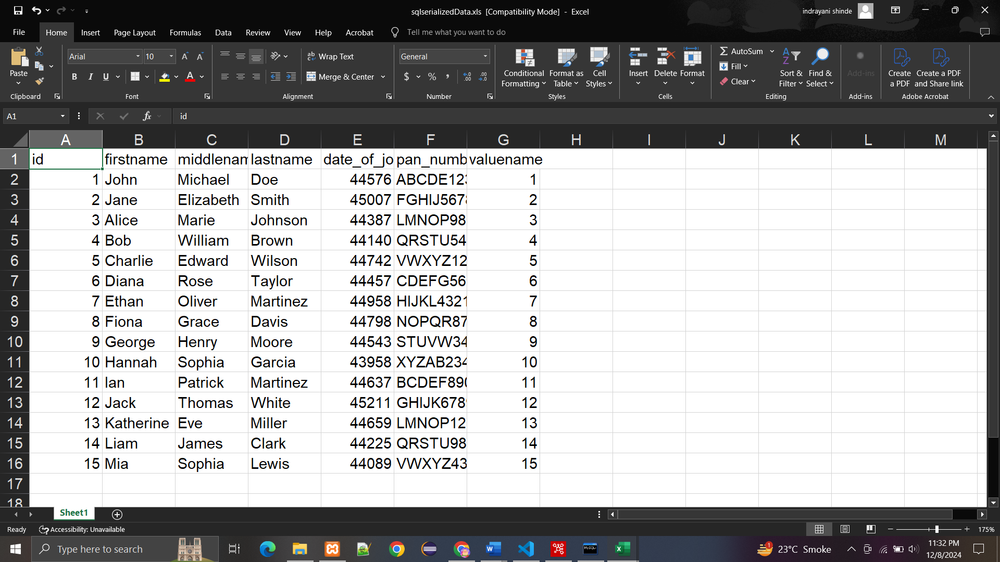 sqlserializedData.xls [Compatibility Mode] - Excel
indrayani shinde
File Home Insert Page Layout Formulas Data Review View Help Acrobat Tell me what you want to do
Paste
Clipboard
Arial 10
B I U
Font
Wrap Text
Merge & Center
Alignment
General
$ % ,
Number
Conditional Formatting
Format as Table
Cell Styles
Styles
Insert Delete Format
Cells
AutoSum
Fill
Clear
Sort & Filter
Find & Select
Editing
Add-ins
Add-ins
Create a PDF
Create a PDF and Share link
Adobe Acrobat
A1 fx id
A B C D E F G H I J K L M
1 id firstname middlenam lastname date_of_jo pan_numb valuename
2 1 John Michael Doe 44576 ABCDE123 1
3 2 Jane Elizabeth Smith 45007 FGHIJ5678 2
4 3 Alice Marie Johnson 44387 LMNOP98 3
5 4 Bob William Brown 44140 QRSTU54 4
6 5 Charlie Edward Wilson 44742 VWXYZ12 5
7 6 Diana Rose Taylor 44457 CDEFG56 6
8 7 Ethan Oliver Martinez 44958 HIJKL4321 7
9 8 Fiona Grace Davis 44798 NOPQR87 8
10 9 George Henry Moore 44543 STUVW34 9
11 10 Hannah Sophia Garcia 43958 XYZAB234 10
12 11 Ian Patrick Martinez 44637 BCDEF890 11
13 12 Jack Thomas White 45211 GHIJK6789 12
14 13 Katherine Eve Miller 44659 LMNOP12 13
15 14 Liam James Clark 44225 QRSTU98 14
16 15 Mia Sophia Lewis 44089 VWXYZ43 15
17
18
Sheet1
Ready Accessibility: Unavailable 175%
Type here to search
23°C Smoke
11:32 PM
12/8/2024